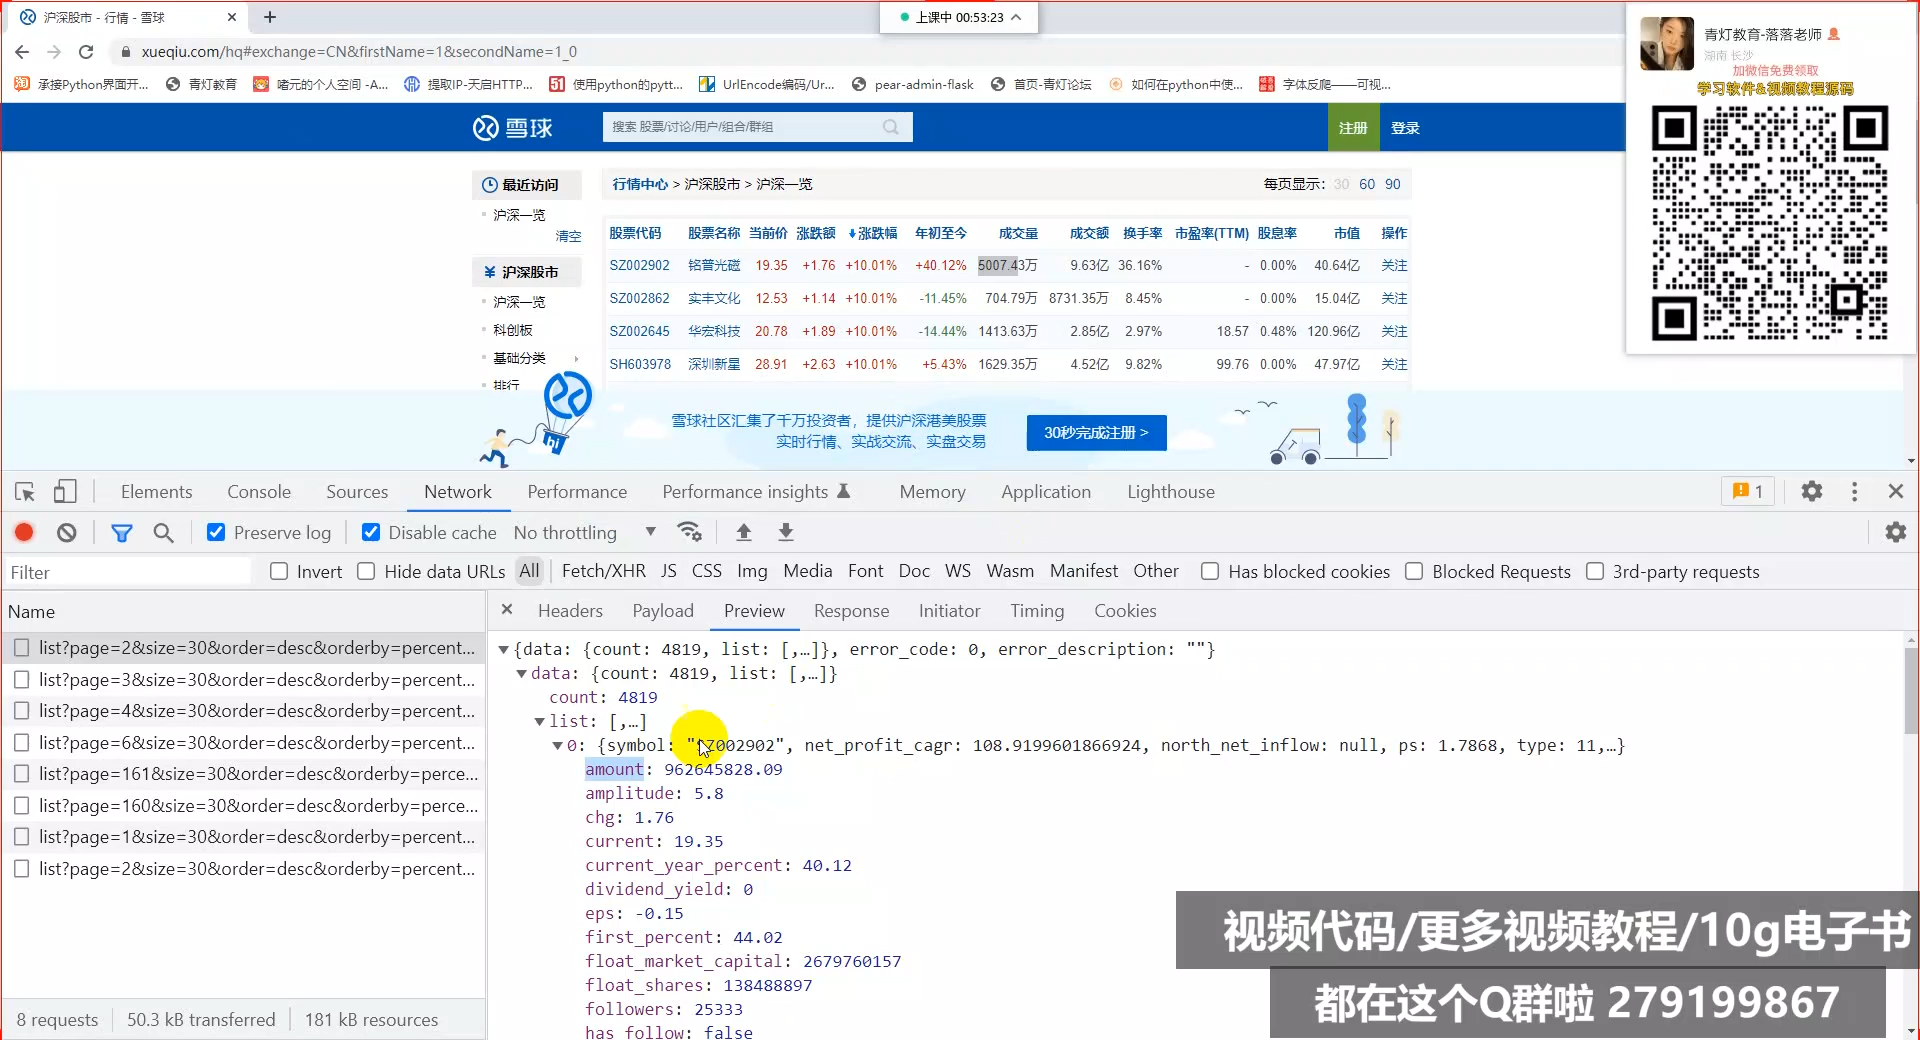 沪深股市 - 行情 - 雪球
上课中 00:53:23
xueqiu.com/hq#exchange=CN&firstName=1&secondName=1_0
承接Python界面开... 青灯教育 啫元的个人空间 -A... 提取IP-天启HTTP... 使用python的pytt... UrlEncode编码/Ur... pear-admin-flask 首页-青灯论坛 如何在python中使... 字体反爬——可视...
青灯教育-落落老师
湖南 长沙
加微信免费领取
学习软件&视频教程源码
雪球
搜索 股票/讨论/用户/组合/群组
注册 登录
最近访问
沪深一览
清空
沪深股市
沪深一览
科创板
基础分类
排行
行情中心 > 沪深股市 > 沪深一览
每页显示： 30 60 90
股票代码 股票名称 当前价 涨跌额 涨跌幅 年初至今 成交量 成交额 换手率 市盈率(TTM) 股息率 市值 操作
SZ002902 铭普光磁 19.35 +1.76 +10.01% +40.12% 5007.43万 9.63亿 36.16% - 0.00% 40.64亿 关注
SZ002862 实丰文化 12.53 +1.14 +10.01% -11.45% 704.79万 8731.35万 8.45% - 0.00% 15.04亿 关注
SZ002645 华宏科技 20.78 +1.89 +10.01% -14.44% 1413.63万 2.85亿 2.97% 18.57 0.48% 120.96亿 关注
SH603978 深圳新星 28.91 +2.63 +10.01% +5.43% 1629.35万 4.52亿 9.82% 99.76 0.00% 47.97亿 关注
hi
雪球社区汇集了千万投资者，提供沪深港美股票
实时行情、实战交流、实盘交易
30秒完成注册 >
Elements Console Sources Network Performance Performance insights Memory Application Lighthouse 1
Preserve log Disable cache No throttling
Filter Invert Hide data URLs All Fetch/XHR JS CSS Img Media Font Doc WS Wasm Manifest Other Has blocked cookies Blocked Requests 3rd-party requests
Name
list?page=2&size=30&order=desc&orderby=percent...
list?page=3&size=30&order=desc&orderby=percent...
list?page=4&size=30&order=desc&orderby=percent...
list?page=6&size=30&order=desc&orderby=percent...
list?page=161&size=30&order=desc&orderby=perce...
list?page=160&size=30&order=desc&orderby=perce...
list?page=1&size=30&order=desc&orderby=percent...
list?page=2&size=30&order=desc&orderby=percent...
8 requests 50.3 kB transferred 181 kB resources
Headers Payload Preview Response Initiator Timing Cookies
{data: {count: 4819, list: [,…]}, error_code: 0, error_description: ""}
data: {count: 4819, list: [,…]}
count: 4819
list: [,…]
0: {symbol: "SZ002902", net_profit_cagr: 108.9199601866924, north_net_inflow: null, ps: 1.7868, type: 11,…}
amount: 962645828.09
amplitude: 5.8
chg: 1.76
current: 19.35
current_year_percent: 40.12
dividend_yield: 0
eps: -0.15
first_percent: 44.02
float_market_capital: 2679760157
float_shares: 138488897
followers: 25333
has_follow: false
视频代码/更多视频教程/10g电子书
都在这个Q群啦 279199867